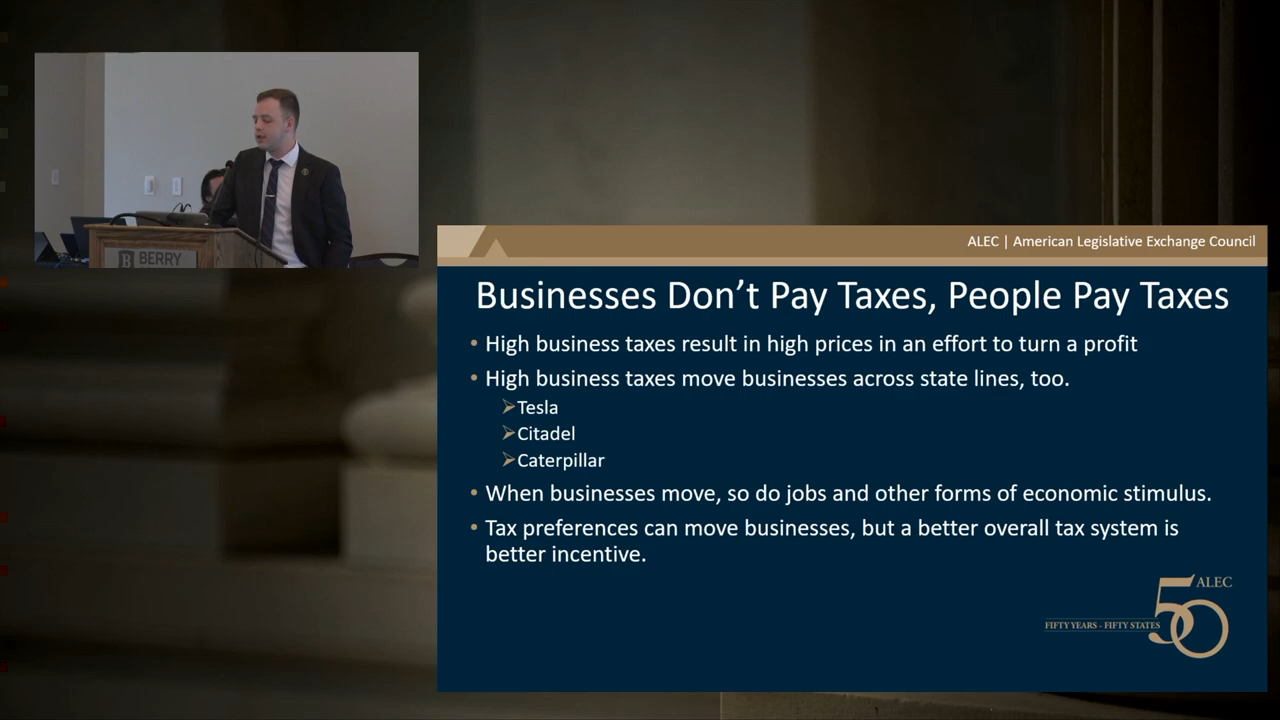 BERRY
ALEC | American Legislative Exchange Council
Businesses Don't Pay Taxes, People Pay Taxes
• High business taxes result in high prices in an effort to turn a profit
• High business taxes move businesses across state lines, too.
➢Tesla
➢Citadel
➢Caterpillar
• When businesses move, so do jobs and other forms of economic stimulus.
• Tax preferences can move businesses, but a better overall tax system is
better incentive.
ALEC
50
FIFTY YEARS - FIFTY STATES